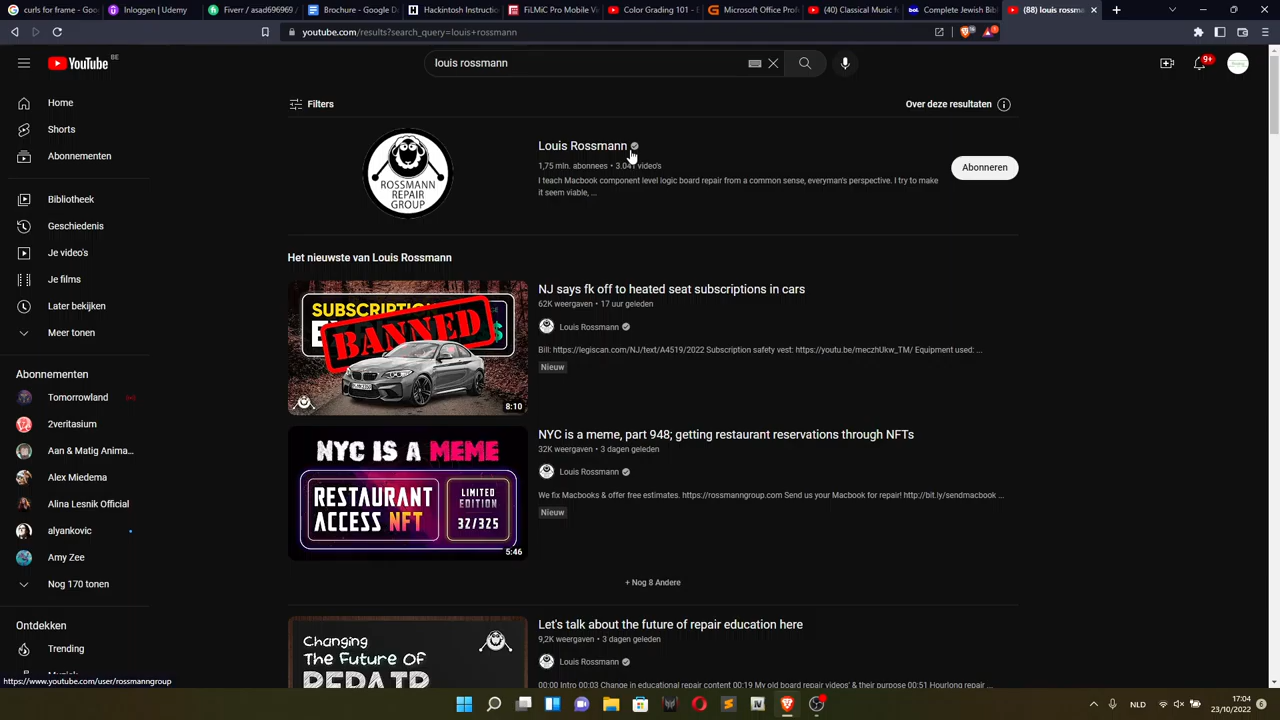 curls for frame - Goo
Inloggen | Udemy
Fiverr / asad696969
Brochure - Google D
Hackintosh Instructio
FiLMiC Pro Mobile Vi
Color Grading 101 - E
Microsoft Office Prof
(40) Classical Music f
Complete Jewish Bibl
(88) louis rossma
youtube.com/results?search_query=louis+rossmann
YouTube BE
louis rossmann
9+
Home
Shorts
Abonnementen
Bibliotheek
Geschiedenis
Je video's
Je films
Later bekijken
Meer tonen
Abonnementen
Tomorrowland
2veritasium
Aan & Matig Anima...
Alex Miedema
Alina Lesnik Official
alyankovic
Amy Zee
Nog 170 tonen
Ontdekken
Trending
https://www.youtube.com/user/rossmanngroup
Filters
Over deze resultaten
ROSSMANN
REPAIR
GROUP
Louis Rossmann
1,75 mln. abonnees • 3.04 video's
I teach Macbook component level logic board repair from a common sense, everyman's perspective. I try to make
it seem viable, ...
Abonneren
Het nieuwste van Louis Rossmann
BANNED
8:10
NJ says fk off to heated seat subscriptions in cars
62K weergaven • 17 uur geleden
Louis Rossmann
Bill: https://legiscan.com/NJ/text/A4519/2022 Subscription safety vest: https://youtu.be/meczhUkw_TM/ Equipment used: ...
Nieuw
NYC IS A MEME
RESTAURANT
ACCESS NFT
LIMITED
EDITION
32/325
5:46
NYC is a meme, part 948; getting restaurant reservations through NFTs
32K weergaven • 3 dagen geleden
Louis Rossmann
We fix Macbooks & offer free estimates. https://rossmanngroup.com Send us your Macbook for repair! http://bit.ly/sendmacbook ...
Nieuw
+ Nog 8 Andere
Changing
The Future OF
REPAIR
Let's talk about the future of repair education here
9,2K weergaven • 3 dagen geleden
Louis Rossmann
00:00 Intro 00:03 Change in educational repair content 00:19 My old board repair videos' & their purpose 00:51 Hourlong repair ...
NLD
17:04
23/10/2022